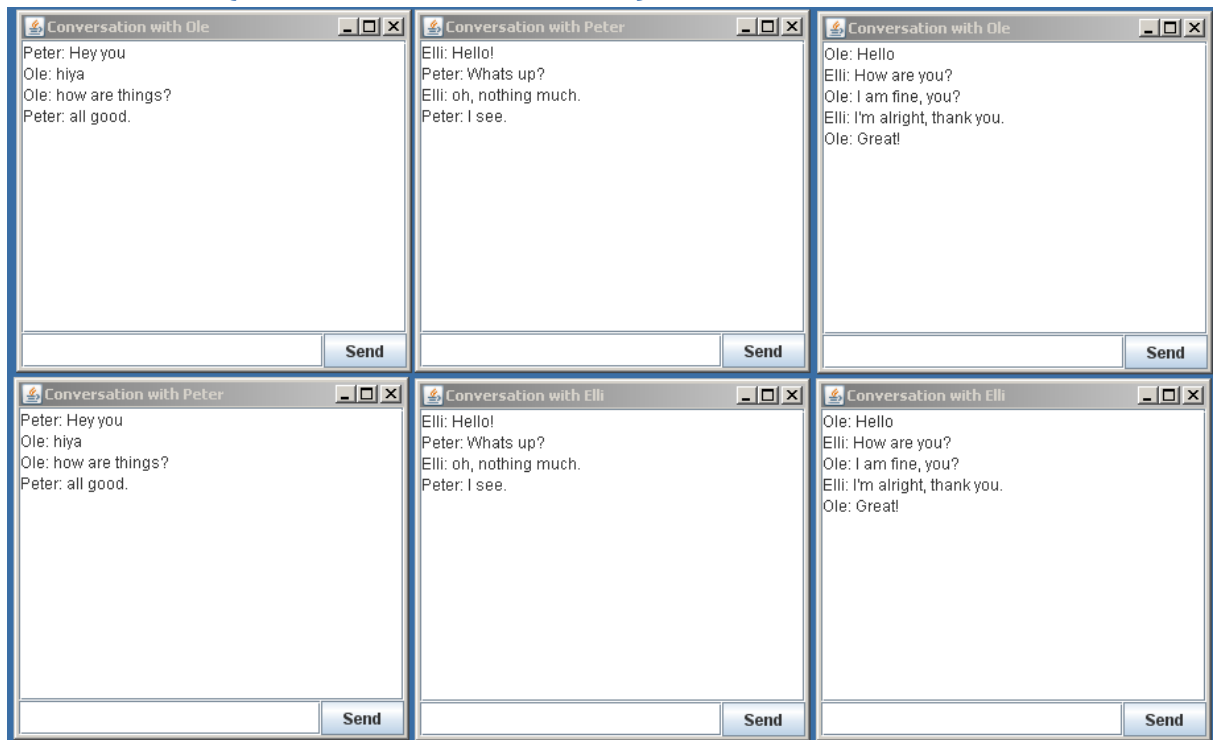 Conversation with Ole
Peter: Hey you
Ole: hiya
Ole: how are things?
Peter: all good.
Send
Conversation with Peter
Elli: Hello!
Peter: Whats up?
Elli: oh, nothing much.
Peter: I see.
Send
Conversation with Ole
Ole: Hello
Elli: How are you?
Ole: I am fine, you?
Elli: I'm alright, thank you.
Ole: Great!
Send
Conversation with Peter
Peter: Hey you
Ole: hiya
Ole: how are things?
Peter: all good.
Send
Conversation with Elli
Elli: Hello!
Peter: Whats up?
Elli: oh, nothing much.
Peter: I see.
Send
Conversation with Elli
Ole: Hello
Elli: How are you?
Ole: I am fine, you?
Elli: I'm alright, thank you.
Ole: Great!
Send